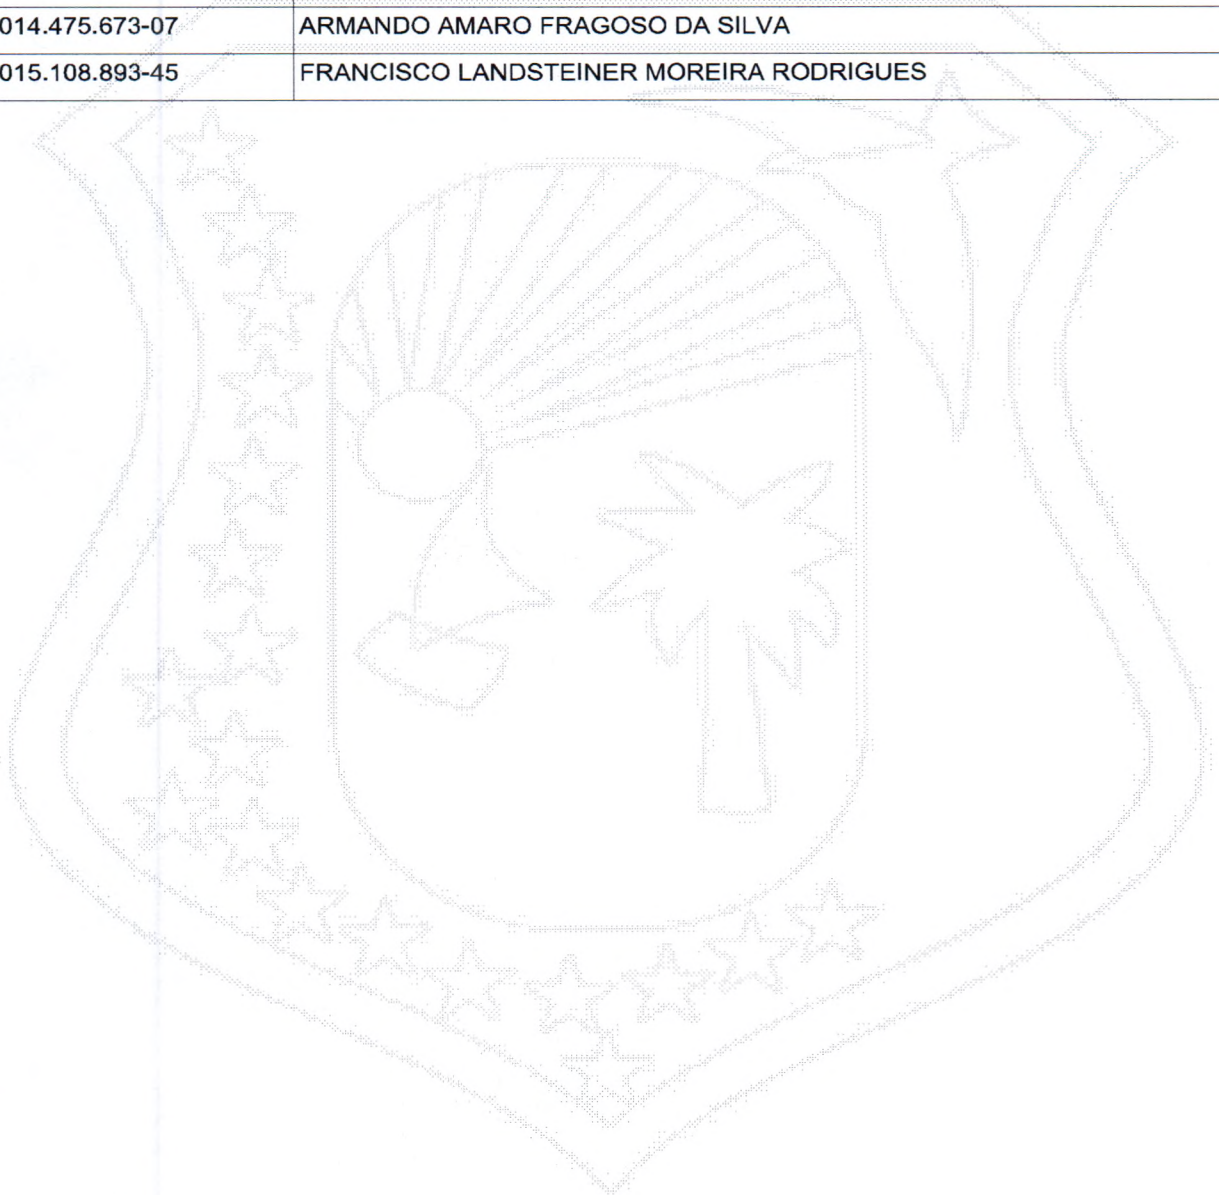 014.475.673-07 ARMANDO AMARO FRAGOSO DA SILVA
015.108.893-45 FRANCISCO LANDSTEINER MOREIRA RODRIGUES